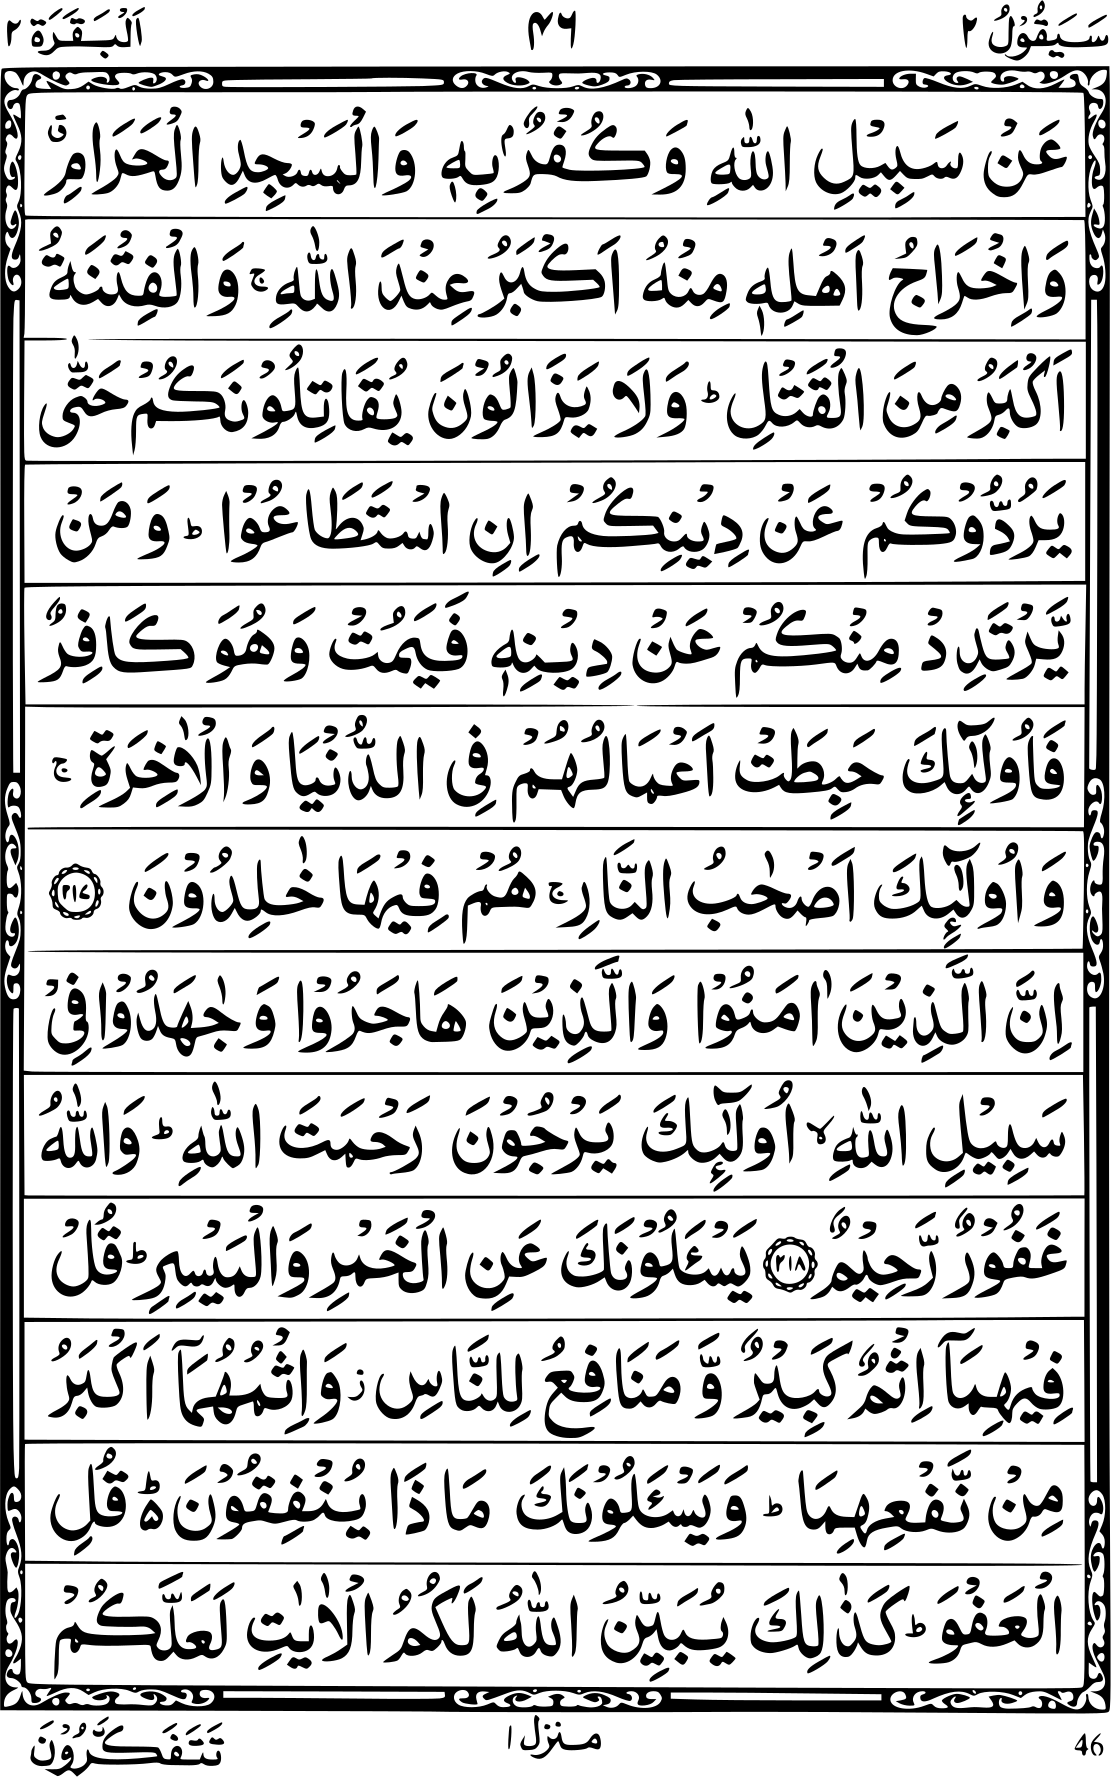 سَيَقُوْلُ ٢ ٤٦ اَلْبَقَرَة ٢
عَنْ سَبِيْلِ اللّٰهِ وَكُفْرٌۢ بِهٖ وَالْمَسْجِدِ الْحَرَامِ ۗ
وَاِخْرَاجُ اَهْلِهٖ مِنْهُ اَكْبَرُ عِنْدَ اللّٰهِ ۚ وَالْفِتْنَةُ
اَكْبَرُ مِنَ الْقَتْلِ ؕ وَلَا يَزَالُوْنَ يُقَاتِلُوْنَكُمْ حَتّٰى
يَرُدُّوْكُمْ عَنْ دِيْنِكُمْ اِنِ اسْتَطَاعُوْا ؕ وَمَنْ
يَّرْتَدِدْ مِنْكُمْ عَنْ دِيْنِهٖ فَيَمُتْ وَهُوَ كَافِرٌ
فَاُولٰٓئِكَ حَبِطَتْ اَعْمَالُهُمْ فِى الدُّنْيَا وَالْاٰخِرَةِ ۚ
وَاُولٰٓئِكَ اَصْحٰبُ النَّارِ ۚ هُمْ فِيْهَا خٰلِدُوْنَ ﴿٢١٧﴾
اِنَّ الَّذِيْنَ اٰمَنُوْا وَالَّذِيْنَ هَاجَرُوْا وَجٰهَدُوْا فِىْ
سَبِيْلِ اللّٰهِ ۙ اُولٰٓئِكَ يَرْجُوْنَ رَحْمَتَ اللّٰهِ ؕ وَاللّٰهُ
غَفُوْرٌ رَّحِيْمٌ ﴿٢١٨﴾ يَسْئَلُوْنَكَ عَنِ الْخَمْرِ وَالْمَيْسِرِ ؕ قُلْ
فِيْهِمَآ اِثْمٌ كَبِيْرٌ وَّمَنَافِعُ لِلنَّاسِ ز وَاِثْمُهُمَآ اَكْبَرُ
مِنْ نَّفْعِهِمَا ؕ وَيَسْئَلُوْنَكَ مَاذَا يُنْفِقُوْنَ ۬ؕ قُلِ
الْعَفْوَ ؕ كَذٰلِكَ يُبَيِّنُ اللّٰهُ لَكُمُ الْاٰيٰتِ لَعَلَّكُمْ
46 منزل ١ تَتَفَكَّرُوْنَ